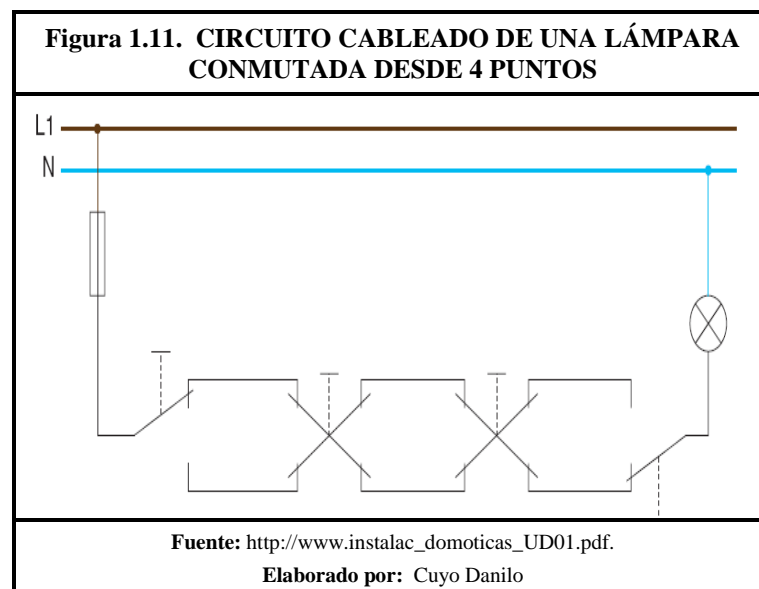 Figura 1.11. CIRCUITO CABLEADO DE UNA LÁMPARA
CONMUTADA DESDE 4 PUNTOS
L1
N
Fuente: http://www.instalac_domoticas_UD01.pdf.
Elaborado por: Cuyo Danilo